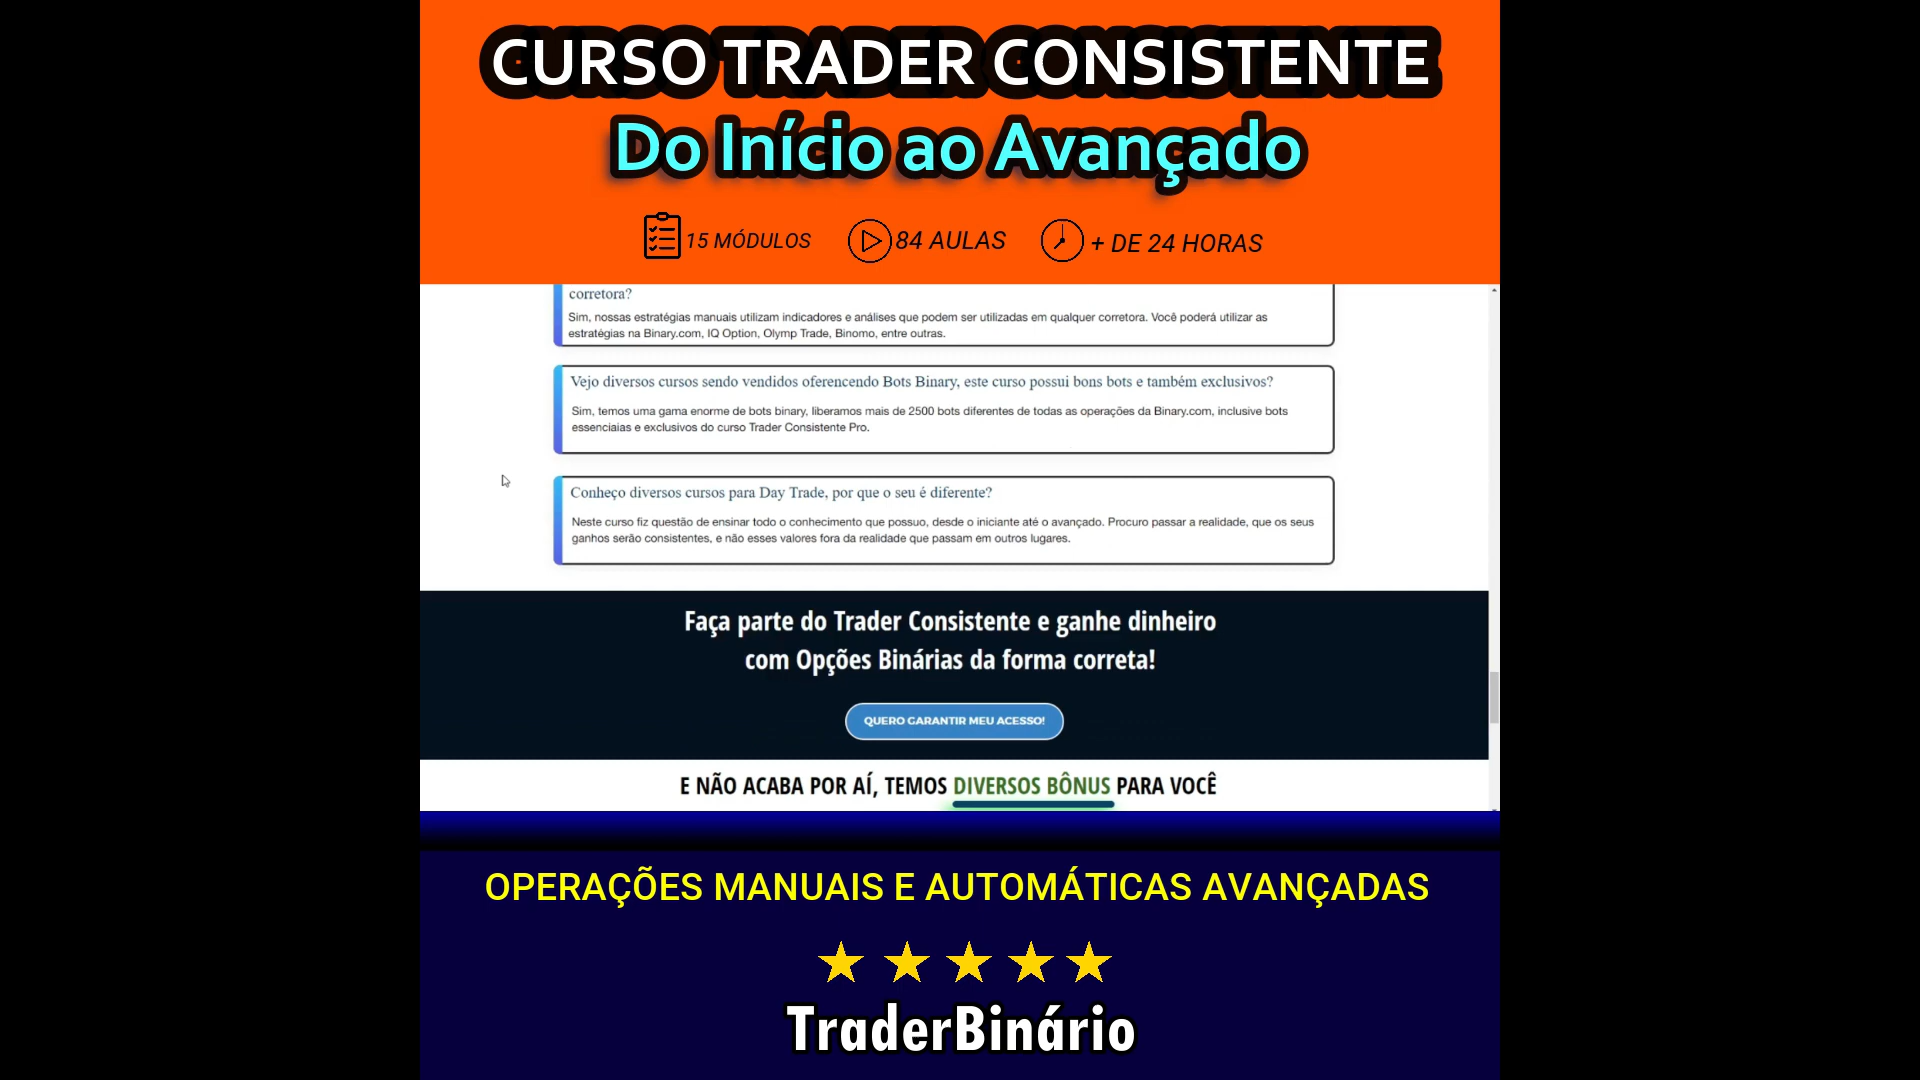 CURSO TRADER CONSISTENTE
Do Início ao Avançado
15 MÓDULOS
84 AULAS
+ DE 24 HORAS
corretora?
Sim, nossas estratégias manuais utilizam indicadores e análises que podem ser utilizadas em qualquer corretora. Você poderá utilizar as
estratégias na Binary.com, IQ Option, Olymp Trade, Binomo, entre outras.
Vejo diversos cursos sendo vendidos oferencendo Bots Binary, este curso possui bons bots e também exclusivos?
Sim, temos uma gama enorme de bots binary, liberamos mais de 2500 bots diferentes de todas as operações da Binary.com, inclusive bots
essenciaias e exclusivos do curso Trader Consistente Pro.
Conheço diversos cursos para Day Trade, por que o seu é diferente?
Neste curso fiz questão de ensinar todo o conhecimento que possuo, desde o iniciante até o avançado. Procuro passar a realidade, que os seus
ganhos serão consistentes, e não esses valores fora da realidade que passam em outros lugares.
Faça parte do Trader Consistente e ganhe dinheiro
com Opções Binárias da forma correta!
QUERO GARANTIR MEU ACESSO!
E NÃO ACABA POR AÍ, TEMOS DIVERSOS BÔNUS PARA VOCÊ
OPERAÇÕES MANUAIS E AUTOMÁTICAS AVANÇADAS
TraderBinário